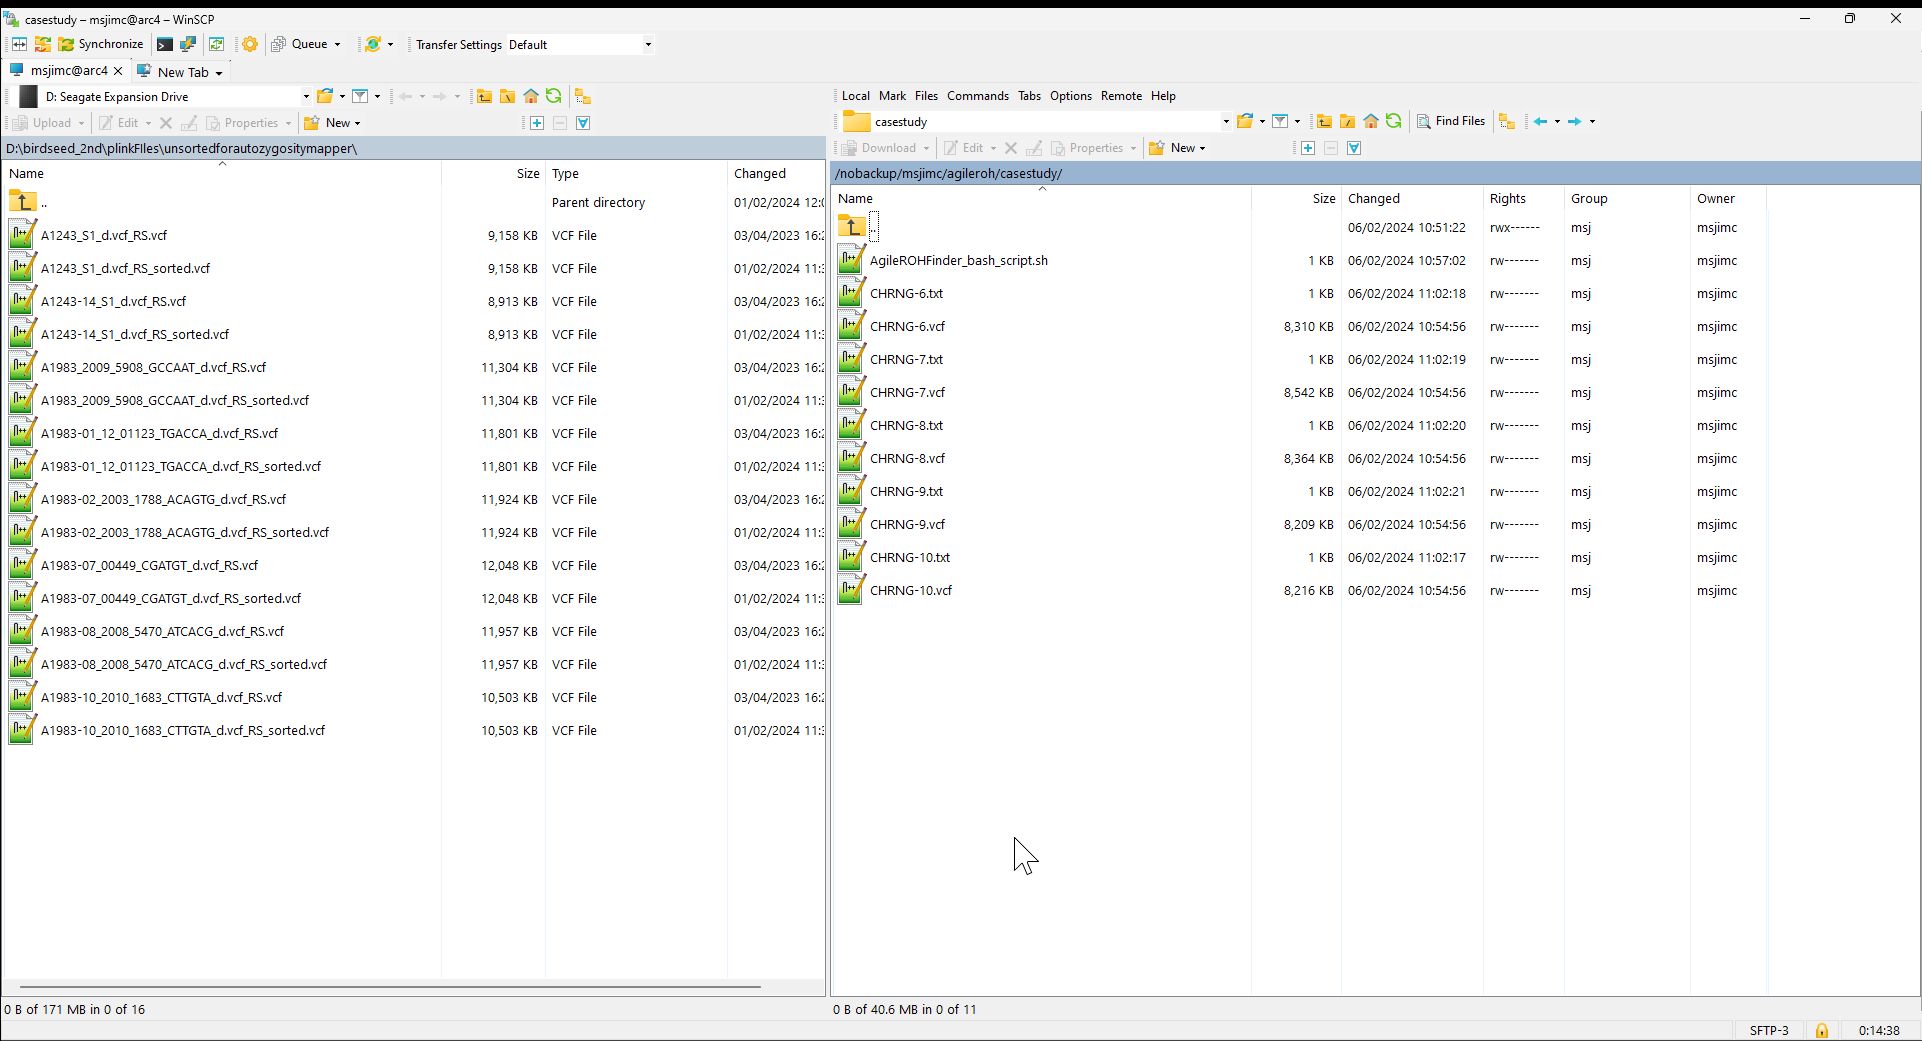 casestudy – msjimc@arc4 – WinSCP
Synchronize Queue Transfer Settings Default
msjimc@arc4 New Tab
D: Seagate Expansion Drive
Upload Edit Properties New
D:\birdseed_2nd\plinkFIles\unsortedforautozygositymapper\
Name Size Type Changed
.. Parent directory 01/02/2024 12:0
A1243_S1_d.vcf_RS.vcf 9,158 KB VCF File 03/04/2023 16:2
A1243_S1_d.vcf_RS_sorted.vcf 9,158 KB VCF File 01/02/2024 11:3
A1243-14_S1_d.vcf_RS.vcf 8,913 KB VCF File 03/04/2023 16:2
A1243-14_S1_d.vcf_RS_sorted.vcf 8,913 KB VCF File 01/02/2024 11:3
A1983_2009_5908_GCCAAT_d.vcf_RS.vcf 11,304 KB VCF File 03/04/2023 16:2
A1983_2009_5908_GCCAAT_d.vcf_RS_sorted.vcf 11,304 KB VCF File 01/02/2024 11:3
A1983-01_12_01123_TGACCA_d.vcf_RS.vcf 11,801 KB VCF File 03/04/2023 16:2
A1983-01_12_01123_TGACCA_d.vcf_RS_sorted.vcf 11,801 KB VCF File 01/02/2024 11:3
A1983-02_2003_1788_ACAGTG_d.vcf_RS.vcf 11,924 KB VCF File 03/04/2023 16:2
A1983-02_2003_1788_ACAGTG_d.vcf_RS_sorted.vcf 11,924 KB VCF File 01/02/2024 11:3
A1983-07_00449_CGATGT_d.vcf_RS.vcf 12,048 KB VCF File 03/04/2023 16:2
A1983-07_00449_CGATGT_d.vcf_RS_sorted.vcf 12,048 KB VCF File 01/02/2024 11:3
A1983-08_2008_5470_ATCACG_d.vcf_RS.vcf 11,957 KB VCF File 03/04/2023 16:2
A1983-08_2008_5470_ATCACG_d.vcf_RS_sorted.vcf 11,957 KB VCF File 01/02/2024 11:3
A1983-10_2010_1683_CTTGTA_d.vcf_RS.vcf 10,503 KB VCF File 03/04/2023 16:2
A1983-10_2010_1683_CTTGTA_d.vcf_RS_sorted.vcf 10,503 KB VCF File 01/02/2024 11:3
0 B of 171 MB in 0 of 16
Local Mark Files Commands Tabs Options Remote Help
casestudy Find Files
Download Edit Properties New
/nobackup/msjimc/agileroh/casestudy/
Name Size Changed Rights Group Owner
.. 06/02/2024 10:51:22 rwx------ msj msjimc
AgileROHFinder_bash_script.sh 1 KB 06/02/2024 10:57:02 rw------- msj msjimc
CHRNG-6.txt 1 KB 06/02/2024 11:02:18 rw------- msj msjimc
CHRNG-6.vcf 8,310 KB 06/02/2024 10:54:56 rw------- msj msjimc
CHRNG-7.txt 1 KB 06/02/2024 11:02:19 rw------- msj msjimc
CHRNG-7.vcf 8,542 KB 06/02/2024 10:54:56 rw------- msj msjimc
CHRNG-8.txt 1 KB 06/02/2024 11:02:20 rw------- msj msjimc
CHRNG-8.vcf 8,364 KB 06/02/2024 10:54:56 rw------- msj msjimc
CHRNG-9.txt 1 KB 06/02/2024 11:02:21 rw------- msj msjimc
CHRNG-9.vcf 8,209 KB 06/02/2024 10:54:56 rw------- msj msjimc
CHRNG-10.txt 1 KB 06/02/2024 11:02:17 rw------- msj msjimc
CHRNG-10.vcf 8,216 KB 06/02/2024 10:54:56 rw------- msj msjimc
0 B of 40.6 MB in 0 of 11
SFTP-3 0:14:38